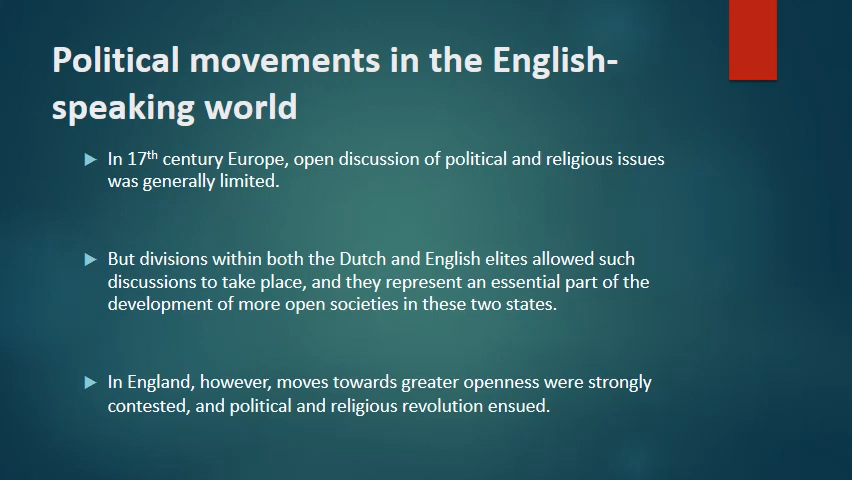 Political movements in the English-
speaking world
In 17th century Europe, open discussion of political and religious issues
was generally limited.
But divisions within both the Dutch and English elites allowed such
discussions to take place, and they represent an essential part of the
development of more open societies in these two states.
In England, however, moves towards greater openness were strongly
contested, and political and religious revolution ensued.